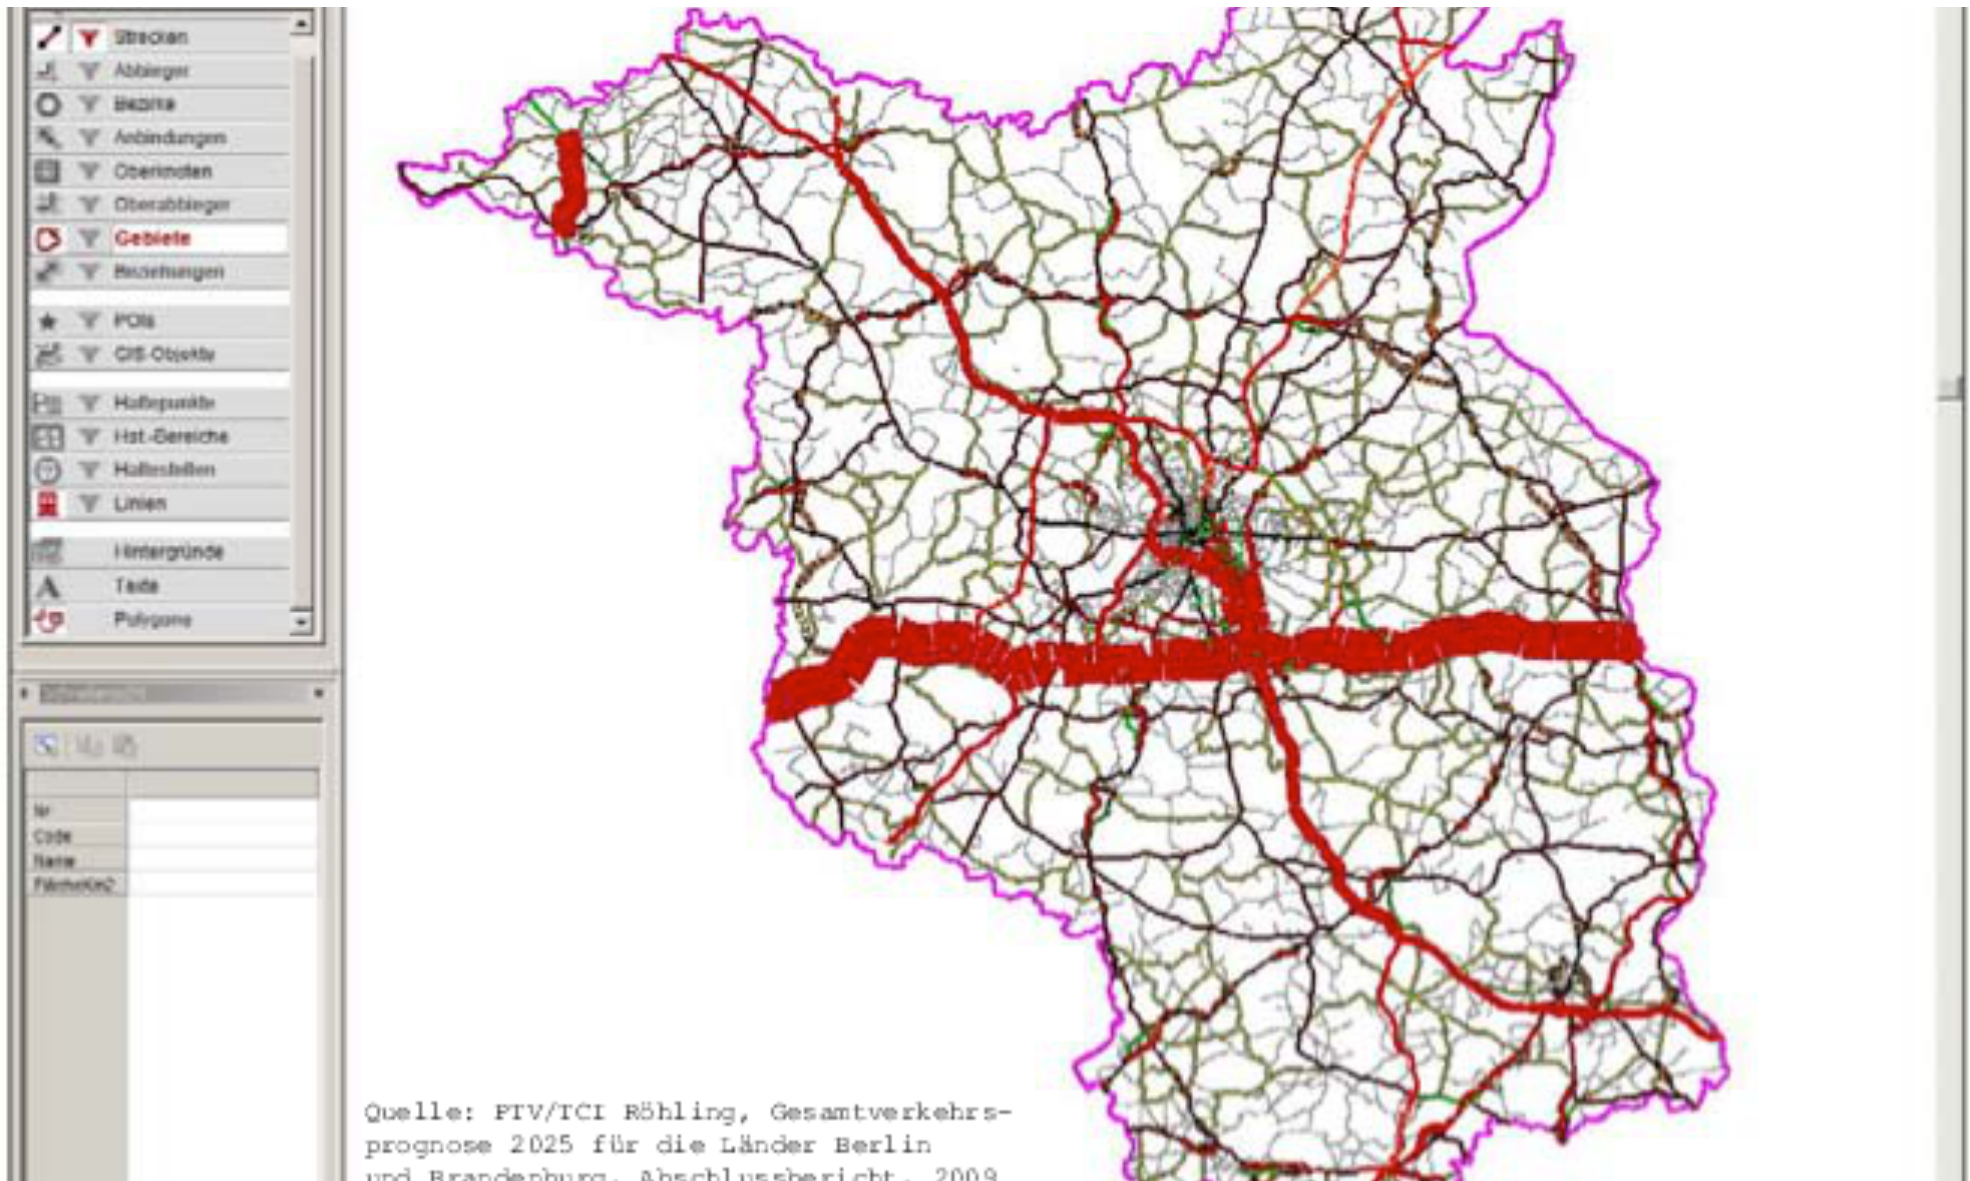 Strecken
Abbieger
Bezirke
Anbindungen
Oberknoten
Oberabbieger
Gebiete
Beziehungen
POIs
GIS-Objekte
Haltepunkte
Hst.-Bereiche
Haltestellen
Linien
Hintergründe
A
Texte
Polygone
Nr
Code
Name
FlächeKm2
Quelle: PTV/TCI Röhling, Gesamtverkehrs-
prognose 2025 für die Länder Berlin
und Brandenburg, Abschlussbericht, 2009